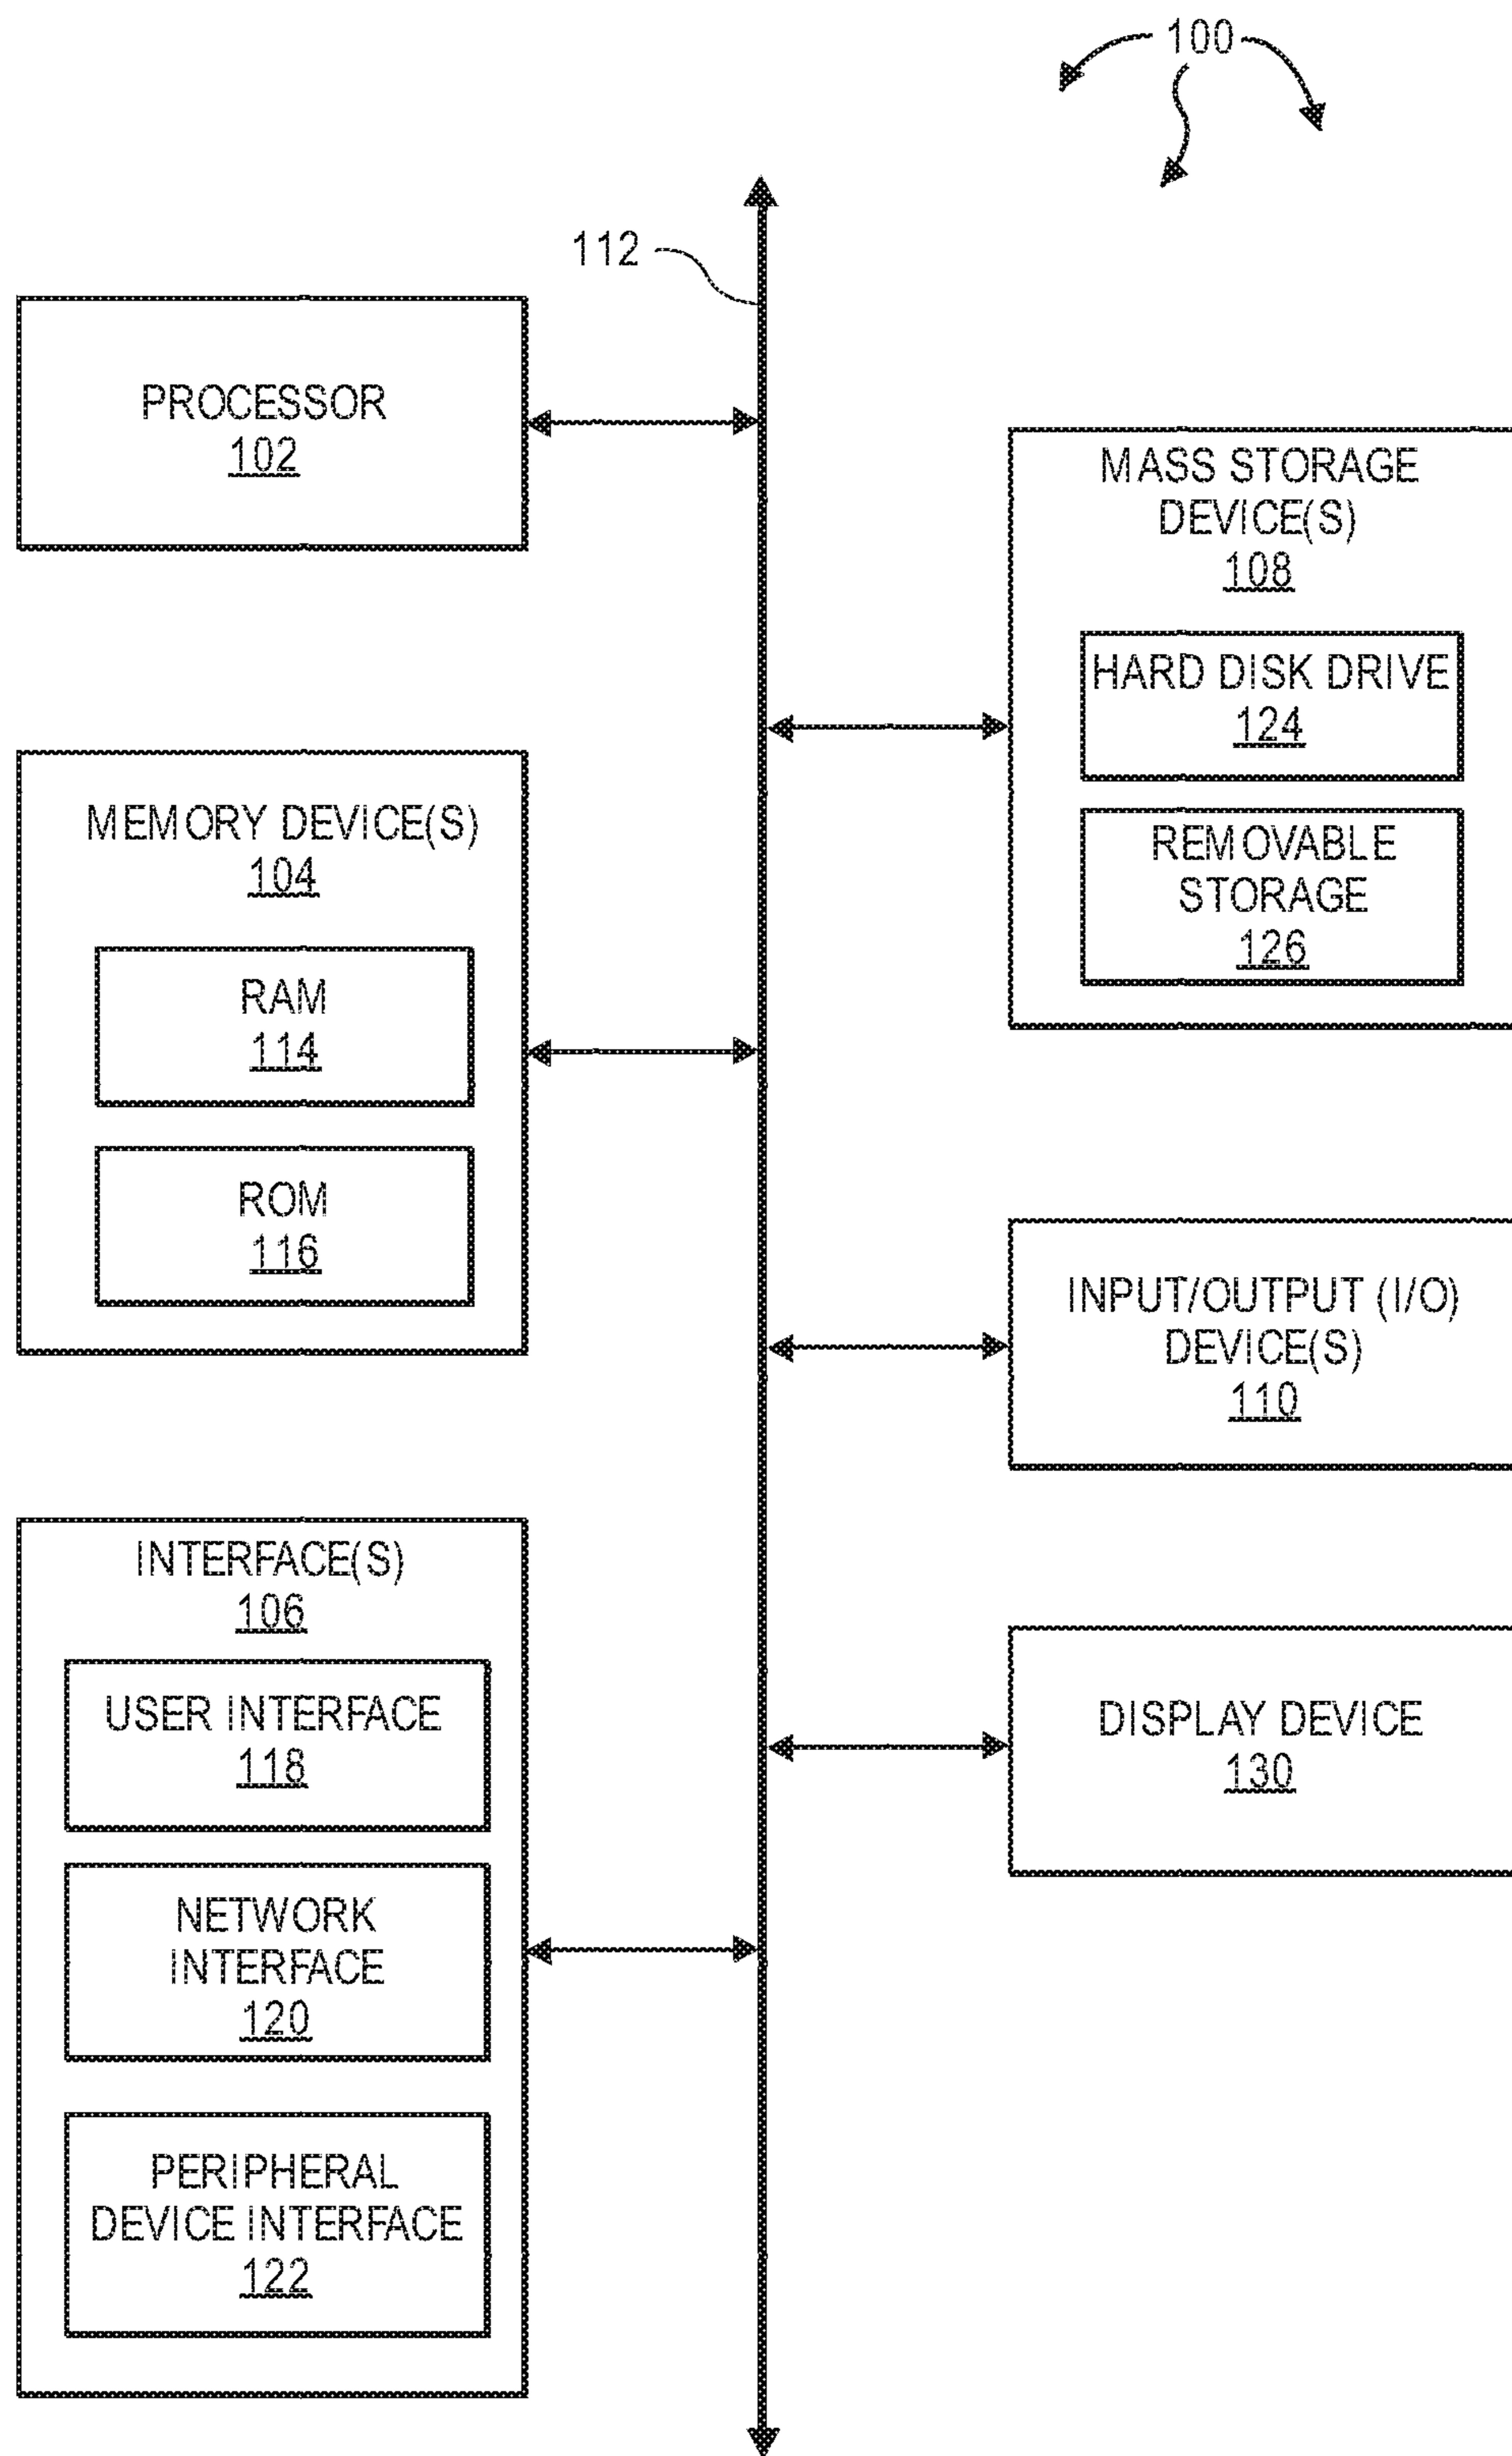 100
112
PROCESSOR
102
MEMORY DEVICE(S)
104
RAM
114
ROM
116
INTERFACE(S)
106
USER INTERFACE
118
NETWORK
INTERFACE
120
PERIPHERAL
DEVICE INTERFACE
122
MASS STORAGE
DEVICE(S)
108
HARD DISK DRIVE
124
REMOVABLE
STORAGE
126
INPUT/OUTPUT (I/O)
DEVICE(S)
110
DISPLAY DEVICE
130